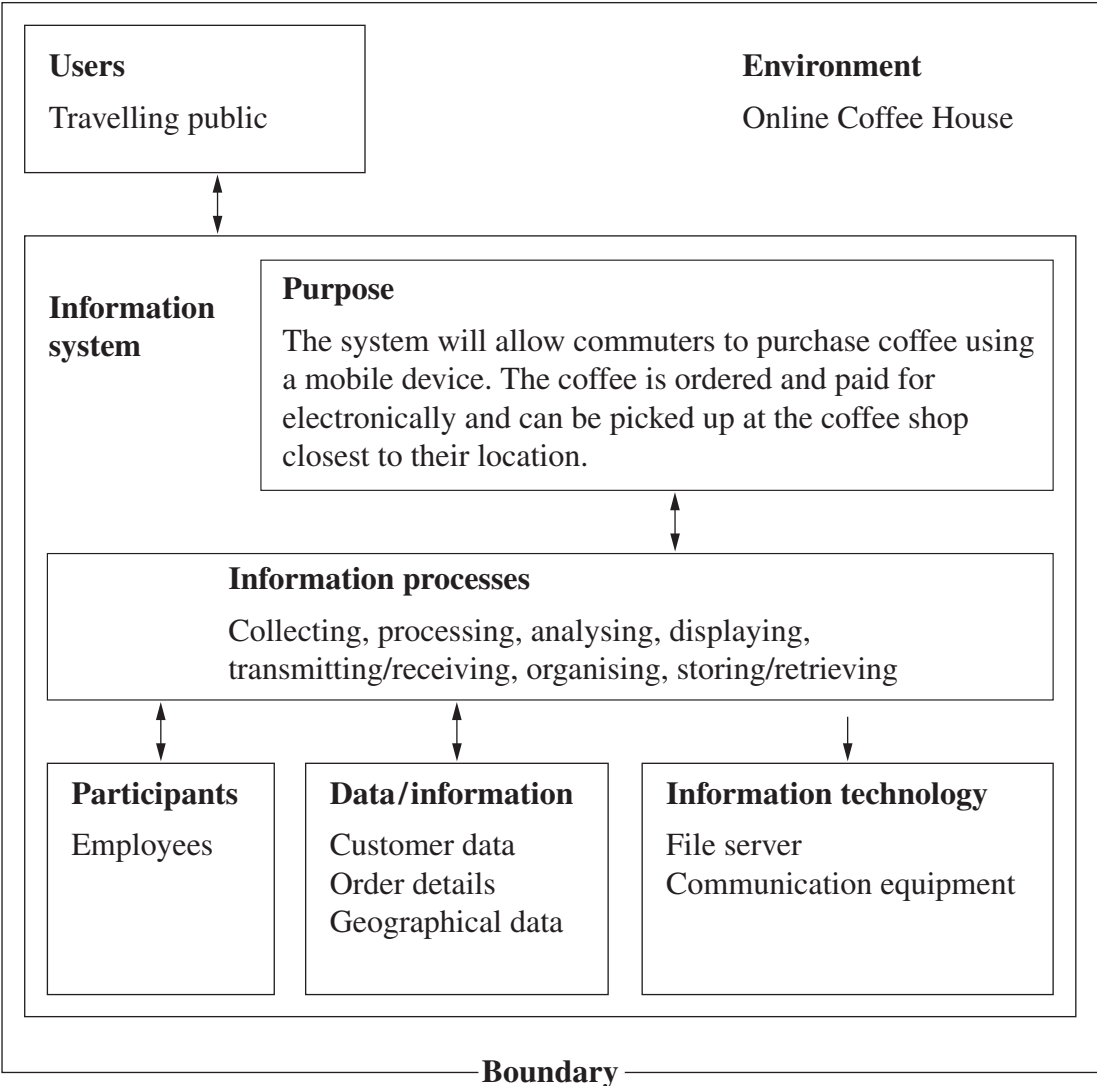 Users
Travelling public
Environment
Online Coffee House
Information
system
Purpose
The system will allow commuters to purchase coffee using
a mobile device. The coffee is ordered and paid for
electronically and can be picked up at the coffee shop
closest to their location.
Information processes
Collecting, processing, analysing, displaying,
transmitting/receiving, organising, storing/retrieving
Participants
Employees
Data/information
Customer data
Order details
Geographical data
Information technology
File server
Communication equipment
Boundary